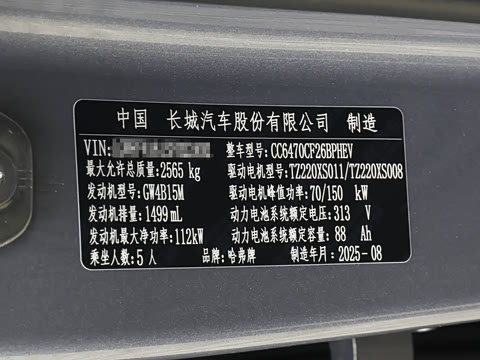 中国 长城汽车股份有限公司 制造
VIN: 整车型号:CC6470CF26BPHEV
最大允许总质量:2565 kg 驱动电机型号:TZ220XS011/TZ220XS008
发动机型号:GW4B15M 驱动电机峰值功率:70/150 kW
发动机排量:1499mL 动力电池系统额定电压:313 V
发动机最大净功率:112kW 动力电池系统额定容量:88 Ah
乘坐人数:5人 品牌:哈弗牌 制造年月:2025-08